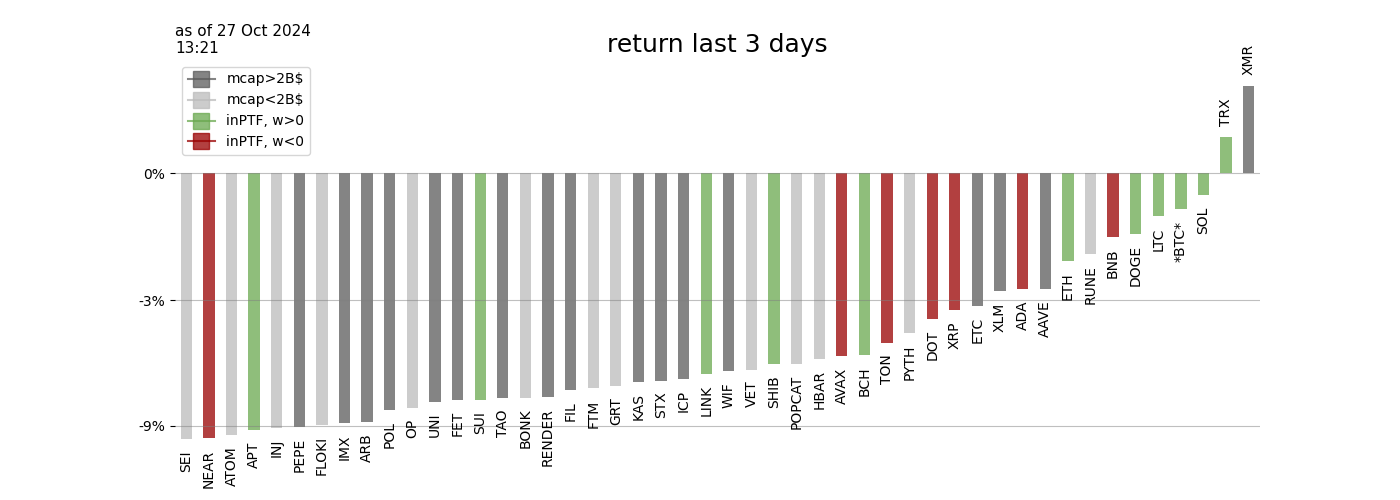 as of 27 Oct 2024
13:21
return last 3 days
mcap>2B$
mcap<2B$
inPTF, w>0
inPTF, w<0
0%
-3%
-9%
SEI
NEAR
ATOM
APT
INJ
PEPE
FLOKI
IMX
ARB
POL
OP
UNI
FET
SUI
TAO
BONK
RENDER
FIL
FTM
GRT
KAS
STX
ICP
LINK
WIF
VET
SHIB
POPCAT
HBAR
AVAX
BCH
TON
PYTH
DOT
XRP
ETC
XLM
ADA
AAVE
ETH
RUNE
BNB
DOGE
LTC
*BTC*
SOL
TRX
XMR